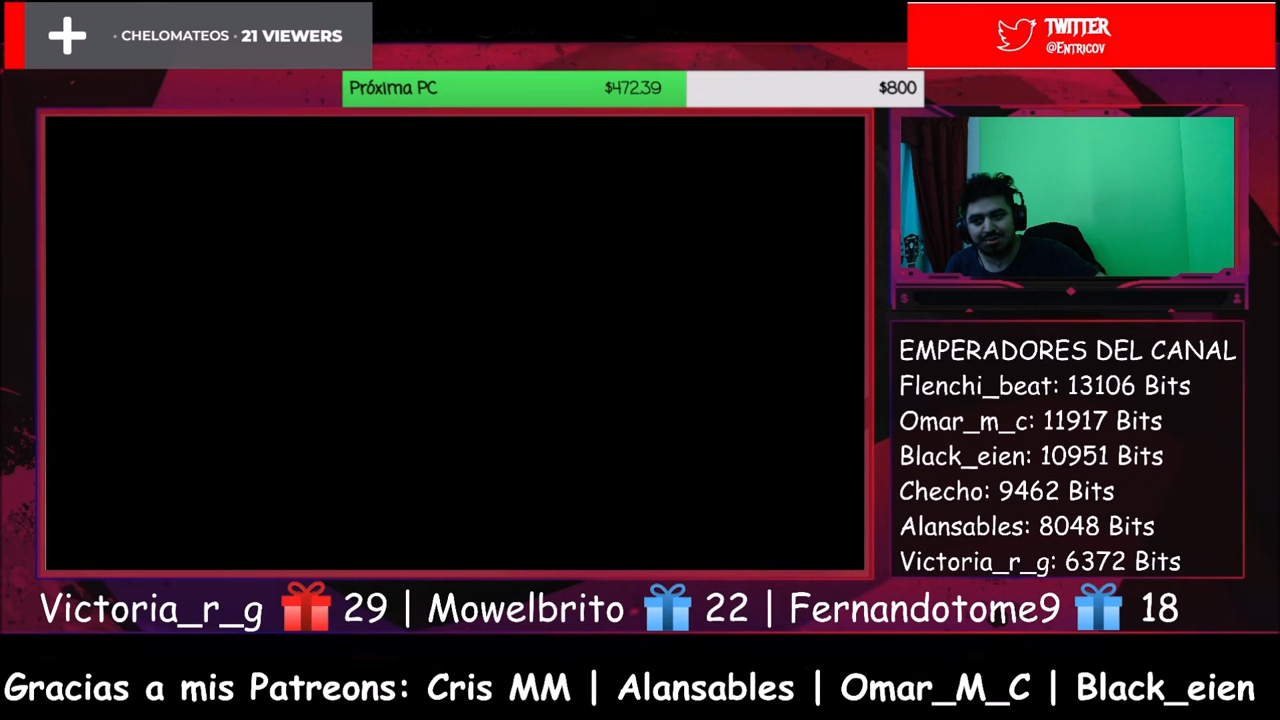 · CHELOMATEOS · 21 VIEWERS
TWITTER
@ENTRICOV
Próxima PC $472.39 $800
EMPERADORES DEL CANAL
Flenchi_beat: 13106 Bits
Omar_m_c: 11917 Bits
Black_eien: 10951 Bits
Checho: 9462 Bits
Alansables: 8048 Bits
Victoria_r_g: 6372 Bits
Victoria_r_g 29 | Mowelbrito 22 | Fernandotome9 18
Gracias a mis Patreons: Cris MM | Alansables | Omar_M_C | Black_eien